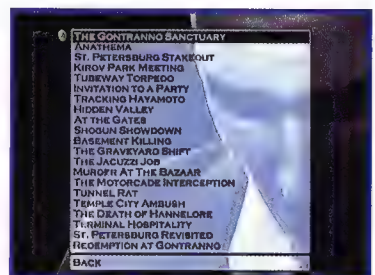 THE GONTRANNO SANCTUARY
ANATHEMA
ST. PETERSBURG STAKEOUT
KIROV PARK MEETING
TUBEWAY TORPEDO
INVITATION TO A PARTY
TRACKING HAYAMOTO
HIDDEN VALLEY
AT THE GATES
SHOGUN SHOWDOWN
BASEMENT KILLING
THE GRAVEYARD SHIFT
THE JACUZZI JOB
MURDER AT THE BAZAAR
THE MOTORCADE INTERCEPTION
TUNNEL RAT
TEMPLE CITY AMBUSH
THE DEATH OF HANNELORE
TERMINAL HOSPITALITY
ST. PETERSBURG REVISITED
REDEMPTION AT GONTRANNO
BACK